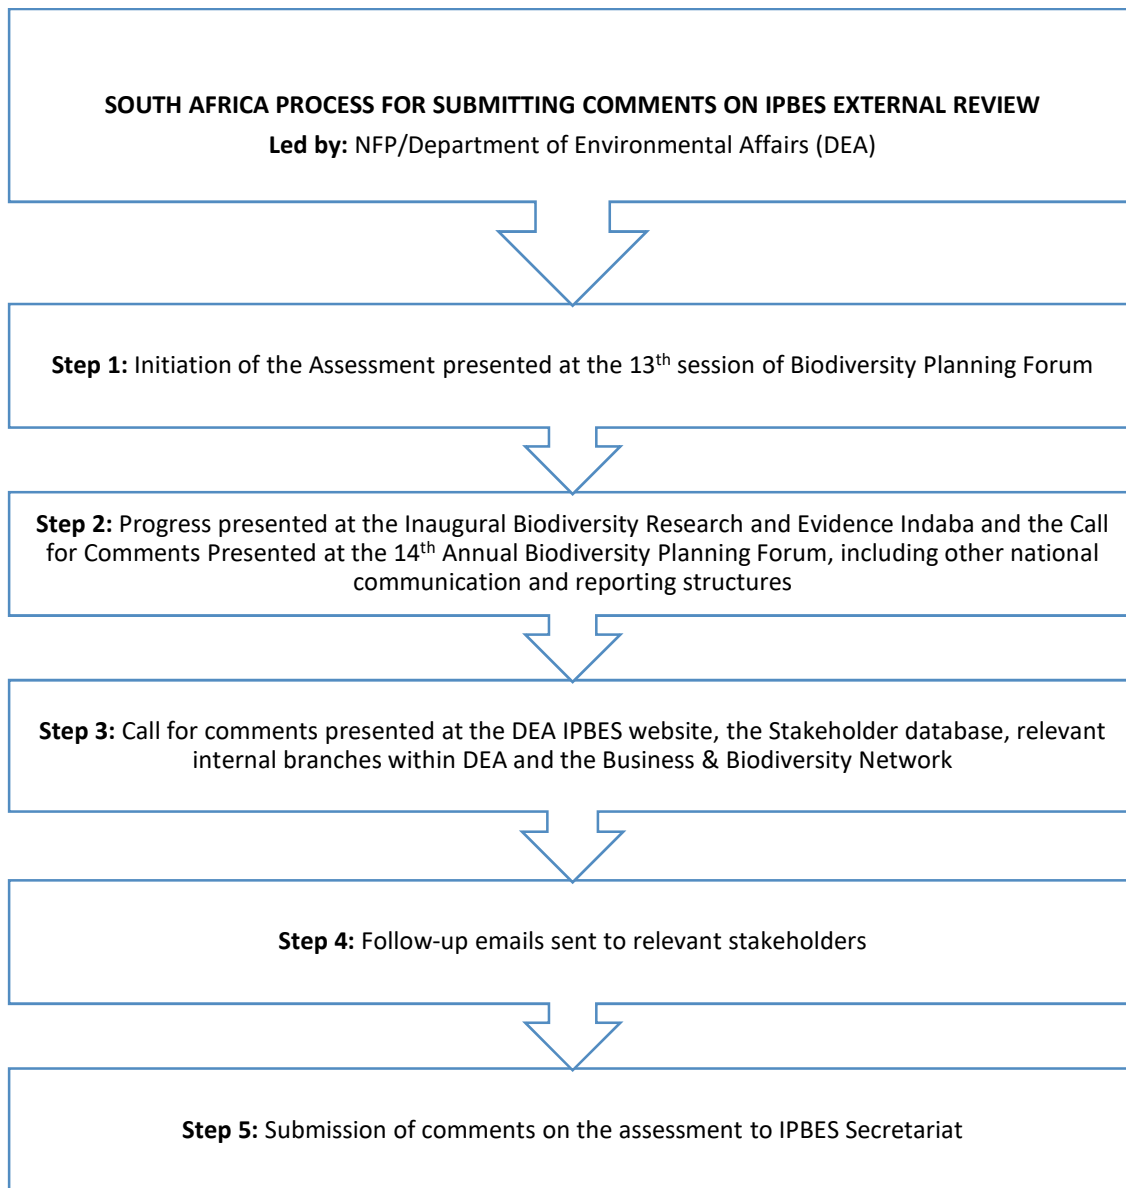 SOUTH AFRICA PROCESS FOR SUBMITTING COMMENTS ON IPBES EXTERNAL REVIEW
Led by: NFP/Department of Environmental Affairs (DEA)
Step 1: Initiation of the Assessment presented at the 13th session of Biodiversity Planning Forum
Step 2: Progress presented at the Inaugural Biodiversity Research and Evidence Indaba and the Call
for Comments Presented at the 14th Annual Biodiversity Planning Forum, including other national
communication and reporting structures
Step 3: Call for comments presented at the DEA IPBES website, the Stakeholder database, relevant
internal branches within DEA and the Business & Biodiversity Network
Step 4: Follow-up emails sent to relevant stakeholders
Step 5: Submission of comments on the assessment to IPBES Secretariat